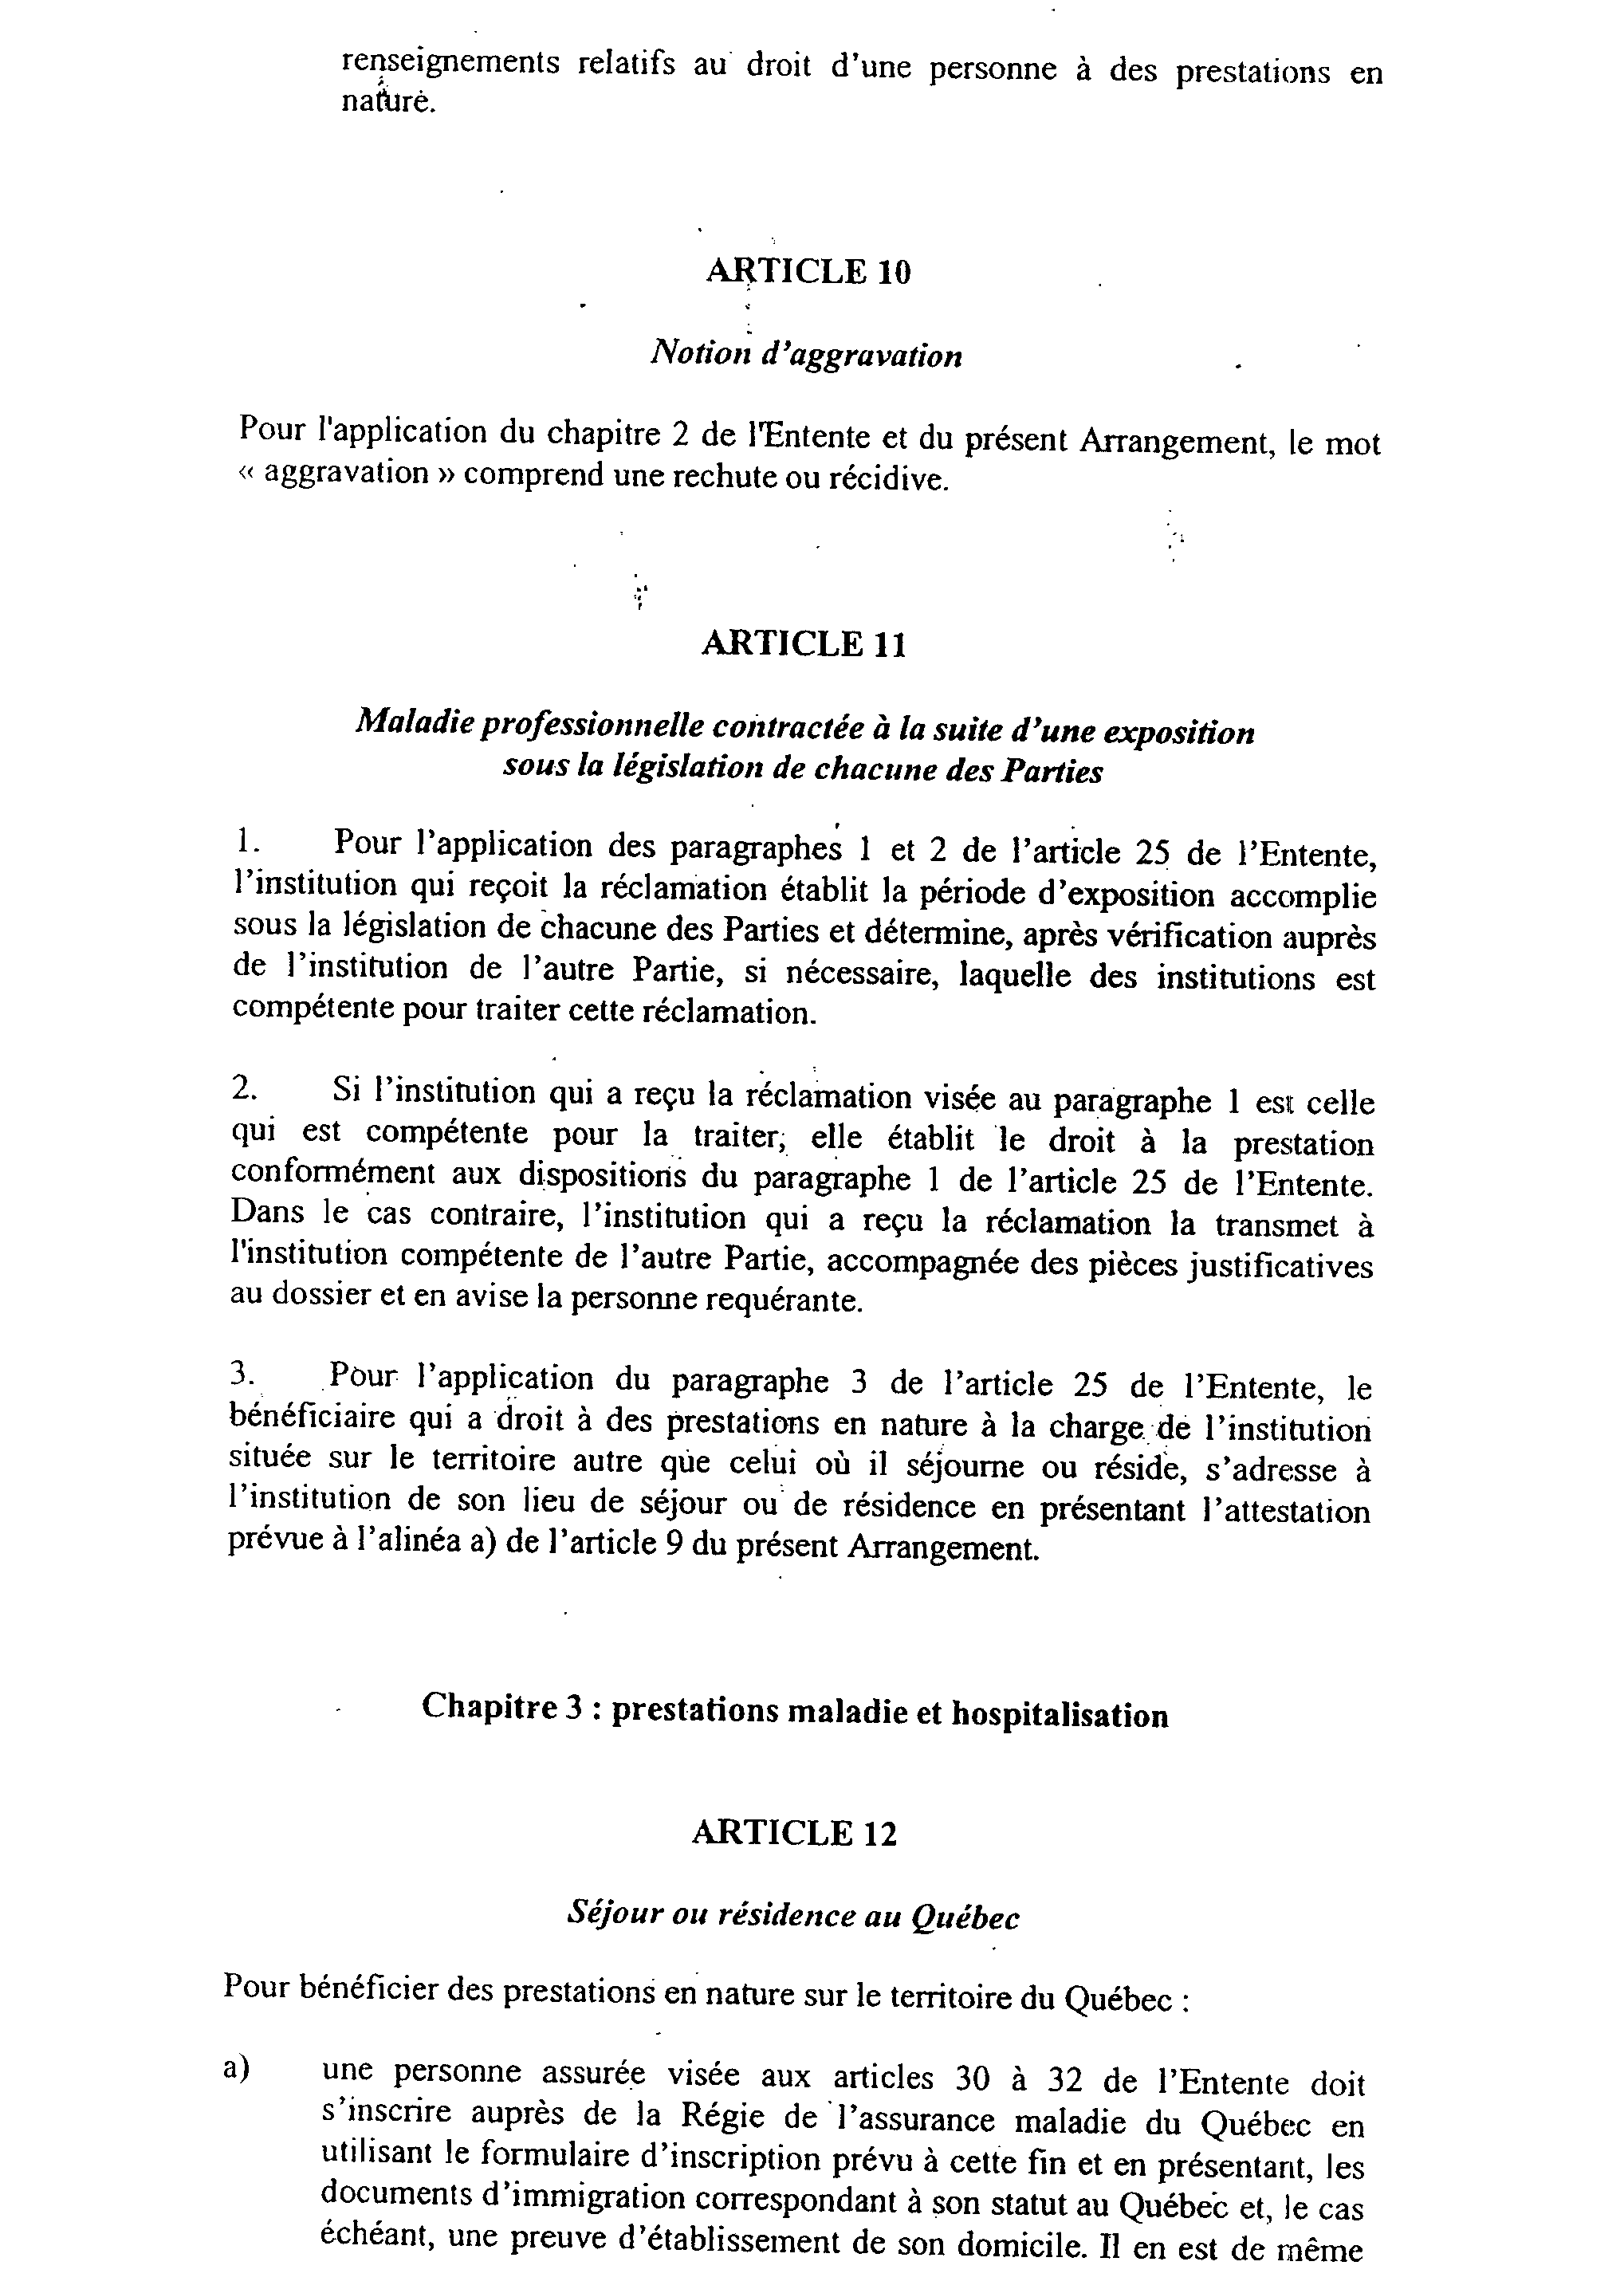 renseignements relatifs au droit d'une personne à des prestations en
nature.
ARTICLE 10
Notion d'aggravation
Pour l'application du chapitre 2 de l'Entente et du présent Arrangement, le mot
« aggravation » comprend une rechute ou récidive.
ARTICLE 11
Maladie professionnelle contractée à la suite d'une exposition
sous la législation de chacune des Parties
1. Pour l'application des paragraphes 1 et 2 de l'article 25 de l'Entente,
l'institution qui reçoit la réclamation établit la période d'exposition accomplie
sous la législation de chacune des Parties et détermine, après vérification auprès
de l'institution de l'autre Partie, si nécessaire, laquelle des institutions est
compétente pour traiter cette réclamation.
2. Si l'institution qui a reçu la réclamation visée au paragraphe 1 est celle
qui est compétente pour la traiter, elle établit le droit à la prestation
conformément aux dispositions du paragraphe 1 de l'article 25 de l'Entente.
Dans le cas contraire, l'institution qui a reçu la réclamation la transmet à
l'institution compétente de l'autre Partie, accompagnée des pièces justificatives
au dossier et en avise la personne requérante.
3. Pour l'application du paragraphe 3 de l'article 25 de l'Entente, le
bénéficiaire qui a droit à des prestations en nature à la charge de l'institution
située sur le territoire autre que celui où il séjourne ou réside, s'adresse à
l'institution de son lieu de séjour ou de résidence en présentant l'attestation
prévue à l'alinéa a) de l'article 9 du présent Arrangement.
Chapitre 3 : prestations maladie et hospitalisation
ARTICLE 12
Séjour ou résidence au Québec
Pour bénéficier des prestations en nature sur le territoire du Québec :
a) une personne assurée visée aux articles 30 à 32 de l'Entente doit
s'inscrire auprès de la Régie de l'assurance maladie du Québec en
utilisant le formulaire d'inscription prévu à cette fin et en présentant, les
documents d'immigration correspondant à son statut au Québec et, le cas
échéant, une preuve d'établissement de son domicile. Il en est de même